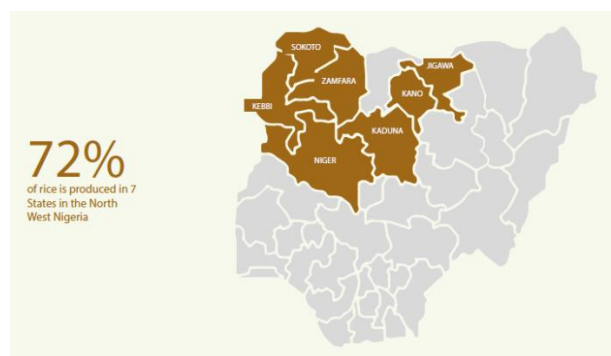 SOKOTO
JIGAWA
ZAMFARA
KANO
KEBBI
KADUNA
NIGER
72%
of rice is produced in 7
States in the North
West Nigeria